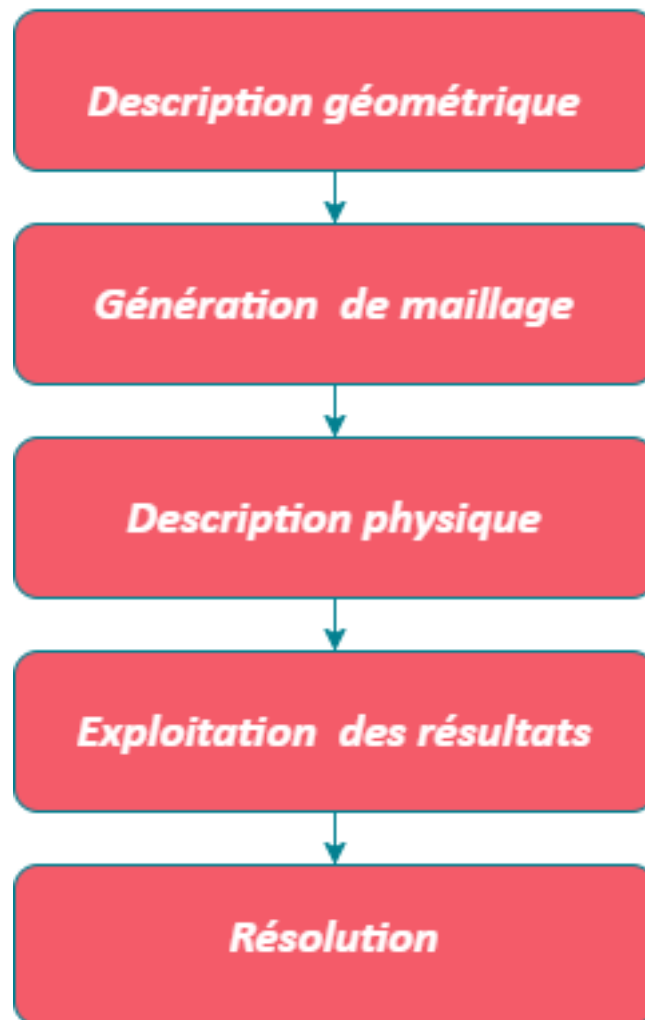 Description géométrique
Génération de maillage
Description physique
Exploitation des résultats
Résolution